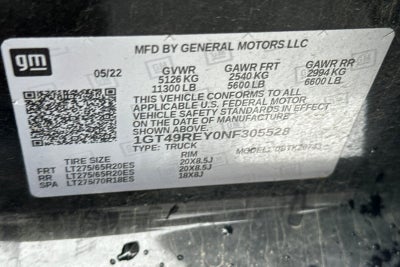 gm
MFD BY GENERAL MOTORS LLC
05/22
GVWR GAWR FRT GAWR RR
5126 KG 2540 KG 2994 KG
11300 LB 5600 LB 6600 LB
THIS VEHICLE CONFORMS TO ALL
APPLICABLE U.S. FEDERAL MOTOR
VEHICLE SAFETY STANDARDS IN EFFECT
ON THE DATE OF MANUFACTURE SHOWN ABOVE.
1GT49REY0NF305528
TYPE: TRUCK MODEL:
TIRE SIZE RIM
FRT LT275/65R20ES 20X8.5J
RR LT275/65R20ES 20X8.5J
SPA LT275/70R18ES 18X8J